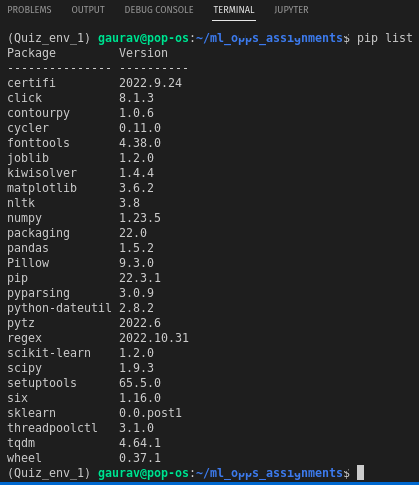 PROBLEMS OUTPUT DEBUG CONSOLE TERMINAL JUPYTER
(Quiz_env_1) gaurav@pop-os:~/ml_opps_assignments$ pip list
Package         Version
--------------- ----------
certifi         2022.9.24
click           8.1.3
contourpy       1.0.6
cycler          0.11.0
fonttools       4.38.0
joblib          1.2.0
kiwisolver      1.4.4
matplotlib      3.6.2
nltk            3.8
numpy           1.23.5
packaging       22.0
pandas          1.5.2
Pillow          9.3.0
pip             22.3.1
pyparsing       3.0.9
python-dateutil 2.8.2
pytz            2022.6
regex           2022.10.31
scikit-learn    1.2.0
scipy           1.9.3
setuptools      65.5.0
six             1.16.0
sklearn         0.0.post1
threadpoolctl   3.1.0
tqdm            4.64.1
wheel           0.37.1
(Quiz_env_1) gaurav@pop-os:~/ml_opps_assignments$